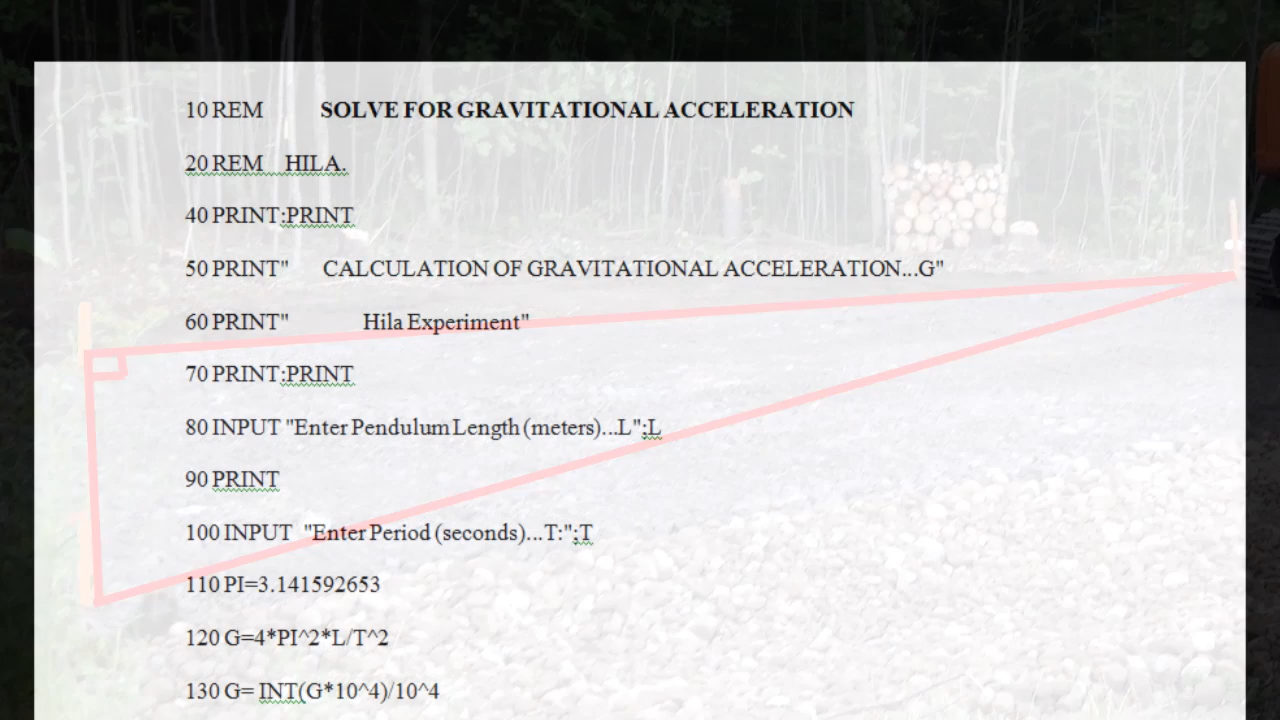 10 REM SOLVE FOR GRAVITATIONAL ACCELERATION
20 REM HILA.
40 PRINT:PRINT
50 PRINT" CALCULATION OF GRAVITATIONAL ACCELERATION...G"
60 PRINT" Hila Experiment"
70 PRINT:PRINT
80 INPUT "Enter Pendulum Length (meters)...L";L
90 PRINT
100 INPUT "Enter Period (seconds)...T:";T
110 PI=3.141592653
120 G=4*PI^2*L/T^2
130 G= INT(G*10^4)/10^4